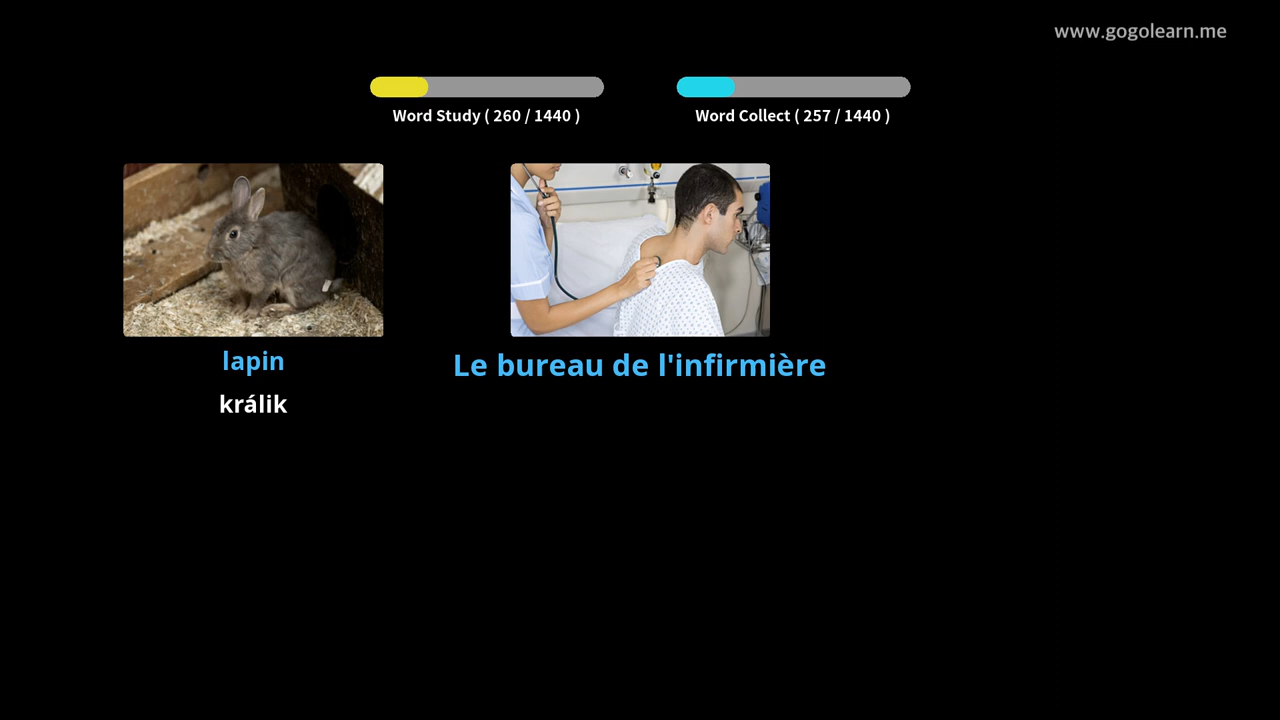 www.gogolearn.me
Word Study ( 260 / 1440 )
Word Collect ( 257 / 1440 )
lapin
králik
Le bureau de l'infirmière